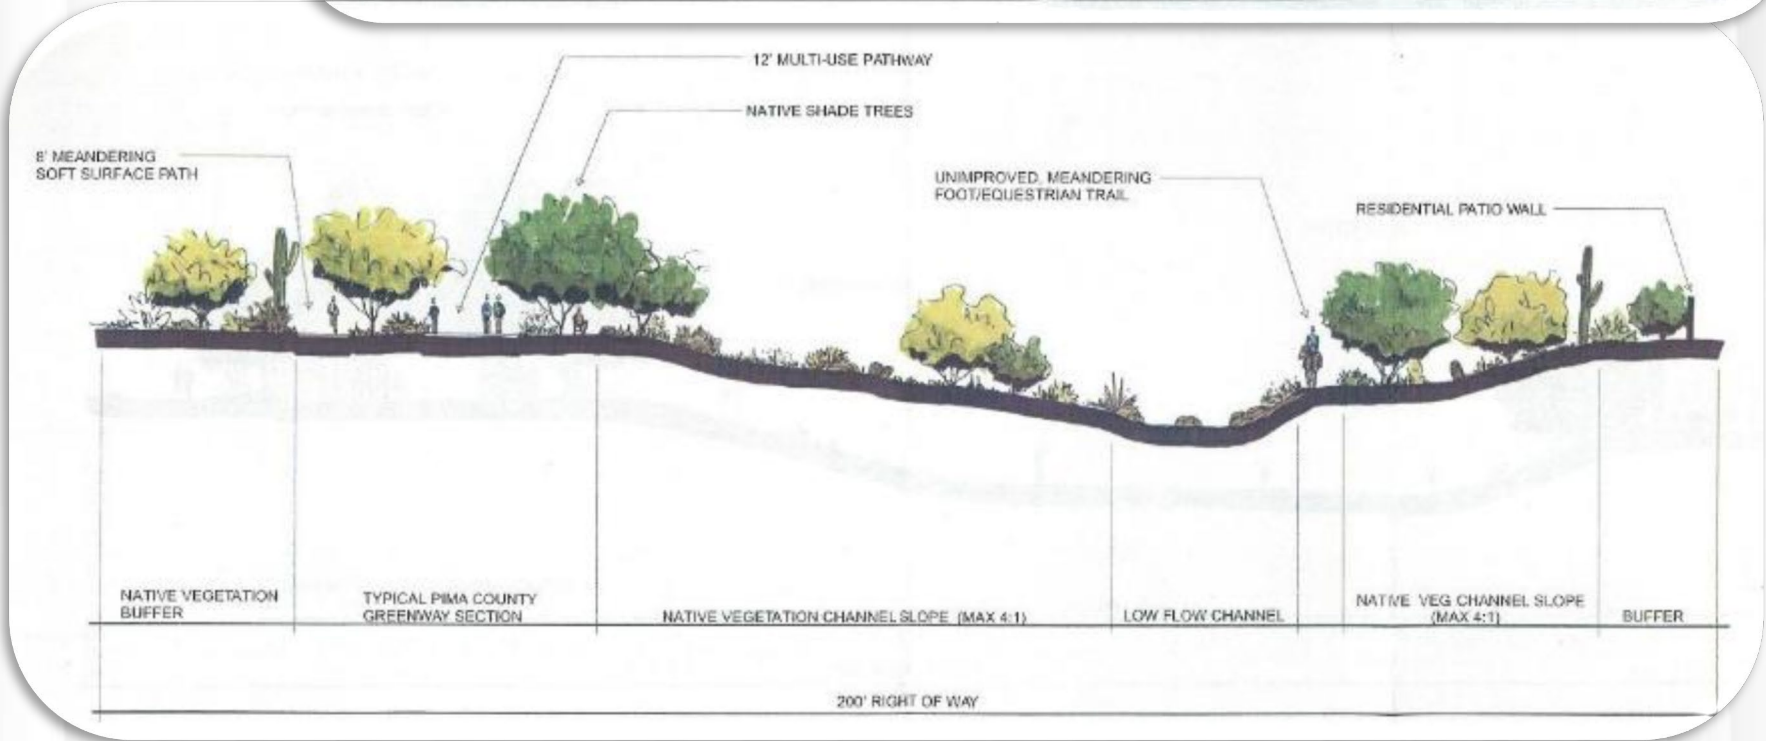 12' MULTI-USE PATHWAY
NATIVE SHADE TREES
8' MEANDERING
SOFT SURFACE PATH
UNIMPROVED, MEANDERING
FOOT/EQUESTRIAN TRAIL
RESIDENTIAL PATIO WALL
NATIVE VEGETATION
BUFFER
TYPICAL PIMA COUNTY
GREENWAY SECTION
NATIVE VEGETATION CHANNEL SLOPE (MAX 4:1)
LOW FLOW CHANNEL
NATIVE VEG CHANNEL SLOPE
(MAX 4:1)
BUFFER
200' RIGHT OF WAY